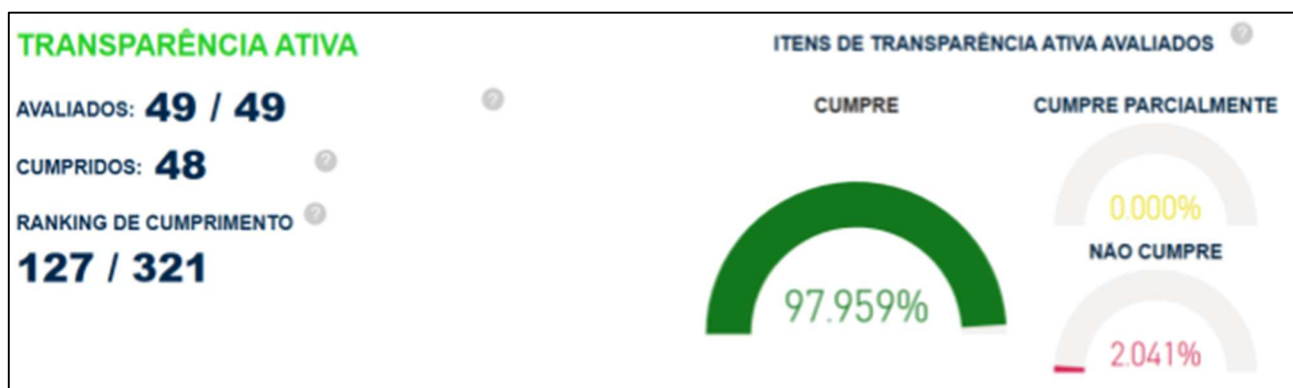 TRANSPARÊNCIA ATIVA
AVALIADOS: 49 / 49 ?
CUMPRIDOS: 48 ?
RANKING DE CUMPRIMENTO ?
127 / 321
ITENS DE TRANSPARÊNCIA ATIVA AVALIADOS ?
CUMPRE
97.959%
CUMPRE PARCIALMENTE
0.000%
NÃO CUMPRE
2.041%